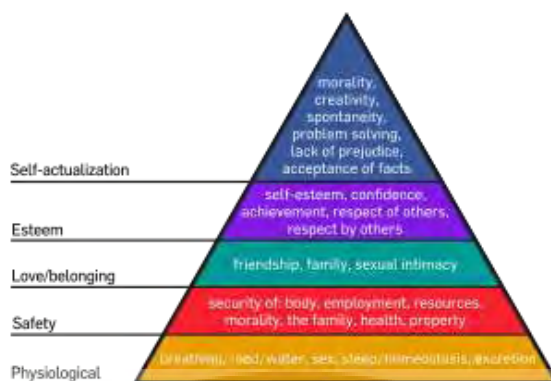 morality,
creativity,
spontaneity,
problem solving,
lack of prejudice,
acceptance of facts
Self-actualization
self-esteem, confidence,
achievement, respect of others,
respect by others
Esteem
friendship, family, sexual intimacy
Love/belonging
security of: body, employment, resources,
morality, the family, health, property
Safety
breathing, food/water, sex, sleep/homeostasis, excretion
Physiological